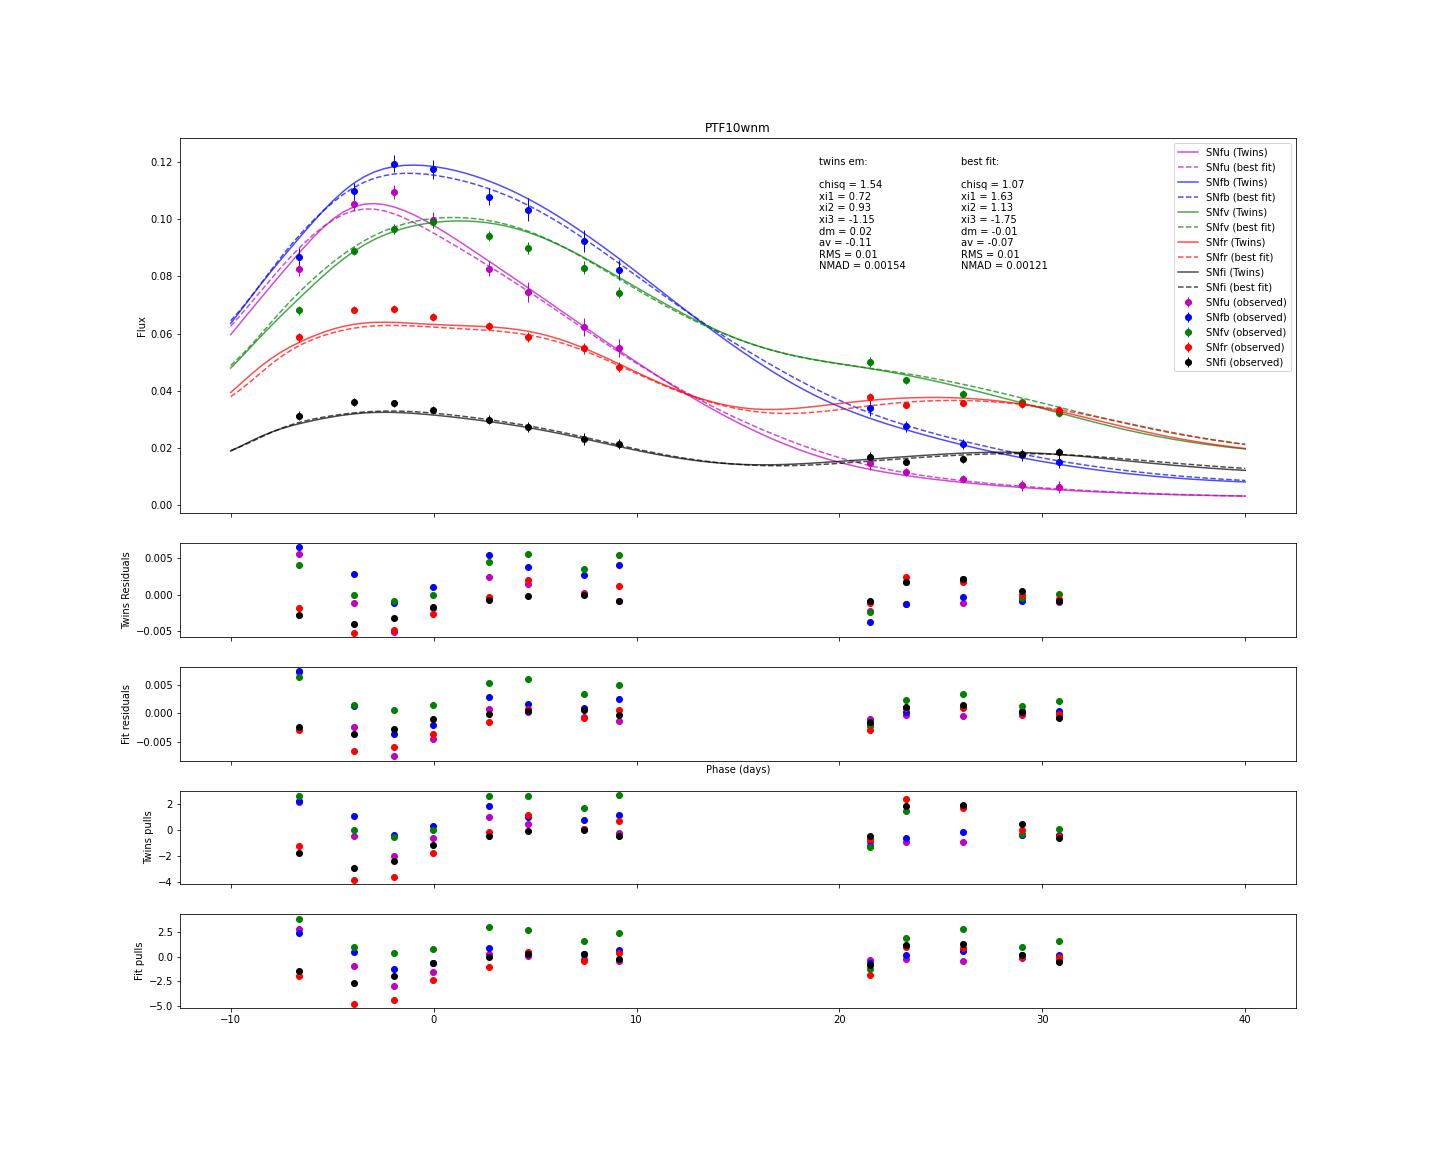 PTF10wnm
Flux
0.12
0.10
0.08
0.06
0.04
0.02
0.00
twins em:
chisq = 1.54
xi1 = 0.72
xi2 = 0.93
xi3 = -1.15
dm = 0.02
av = -0.11
RMS = 0.01
NMAD = 0.00154
best fit:
chisq = 1.07
xi1 = 1.63
xi2 = 1.13
xi3 = -1.75
dm = -0.01
av = -0.07
RMS = 0.01
NMAD = 0.00121
SNfu (Twins)
SNfu (best fit)
SNfb (Twins)
SNfb (best fit)
SNfv (Twins)
SNfv (best fit)
SNfr (Twins)
SNfr (best fit)
SNfi (Twins)
SNfi (best fit)
SNfu (observed)
SNfb (observed)
SNfv (observed)
SNfr (observed)
SNfi (observed)
Twins Residuals
0.005
0.000
−0.005
Fit residuals
0.005
0.000
−0.005
Phase (days)
Twins pulls
2
0
−2
−4
Fit pulls
2.5
0.0
−2.5
−5.0
−10
0
10
20
30
40